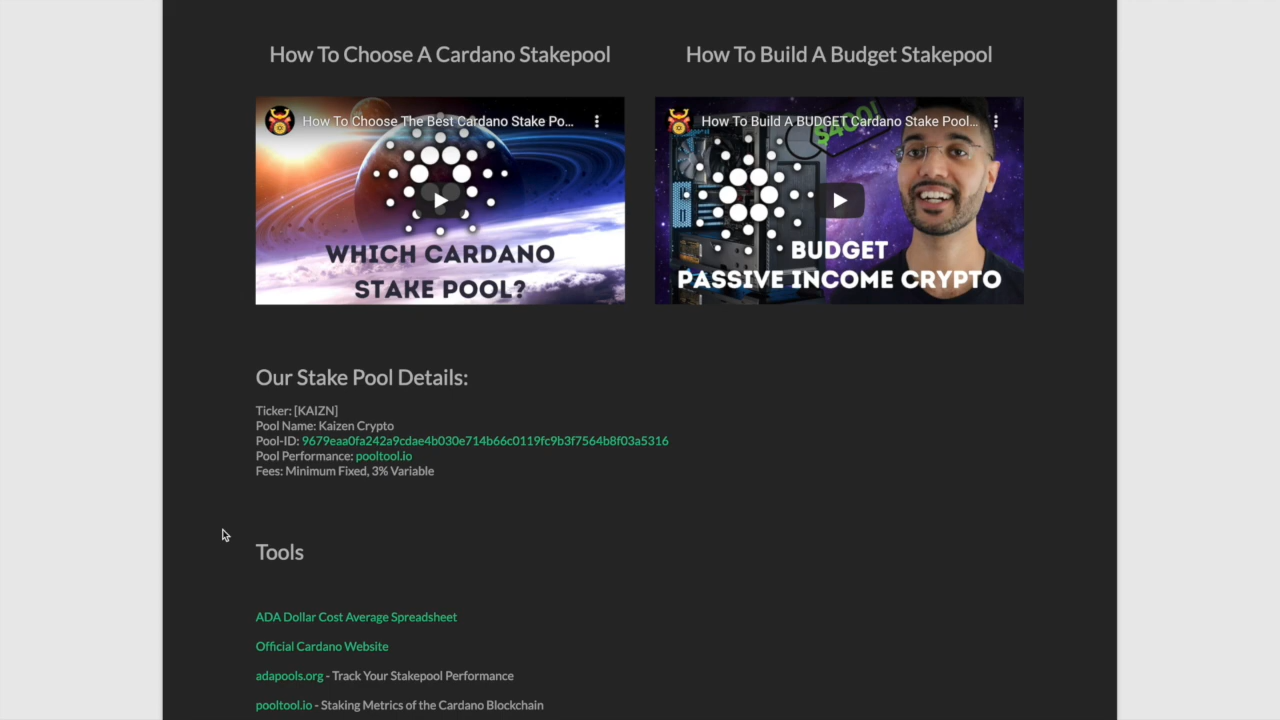 How To Choose A Cardano Stakepool
How To Build A Budget Stakepool
How To Choose The Best Cardano Stake Po...
WHICH CARDANO
STAKE POOL?
How To Build A BUDGET Cardano Stake Pool...
$400!
BUDGET
PASSIVE INCOME CRYPTO
Our Stake Pool Details:
Ticker: [KAIZN]
Pool Name: Kaizen Crypto
Pool-ID: 9679eaa0fa242a9cdae4b030e714b66c0119fc9b3f7564b8f03a5316
Pool Performance: pooltool.io
Fees: Minimum Fixed, 3% Variable
Tools
ADA Dollar Cost Average Spreadsheet
Official Cardano Website
adapools.org - Track Your Stakepool Performance
pooltool.io - Staking Metrics of the Cardano Blockchain